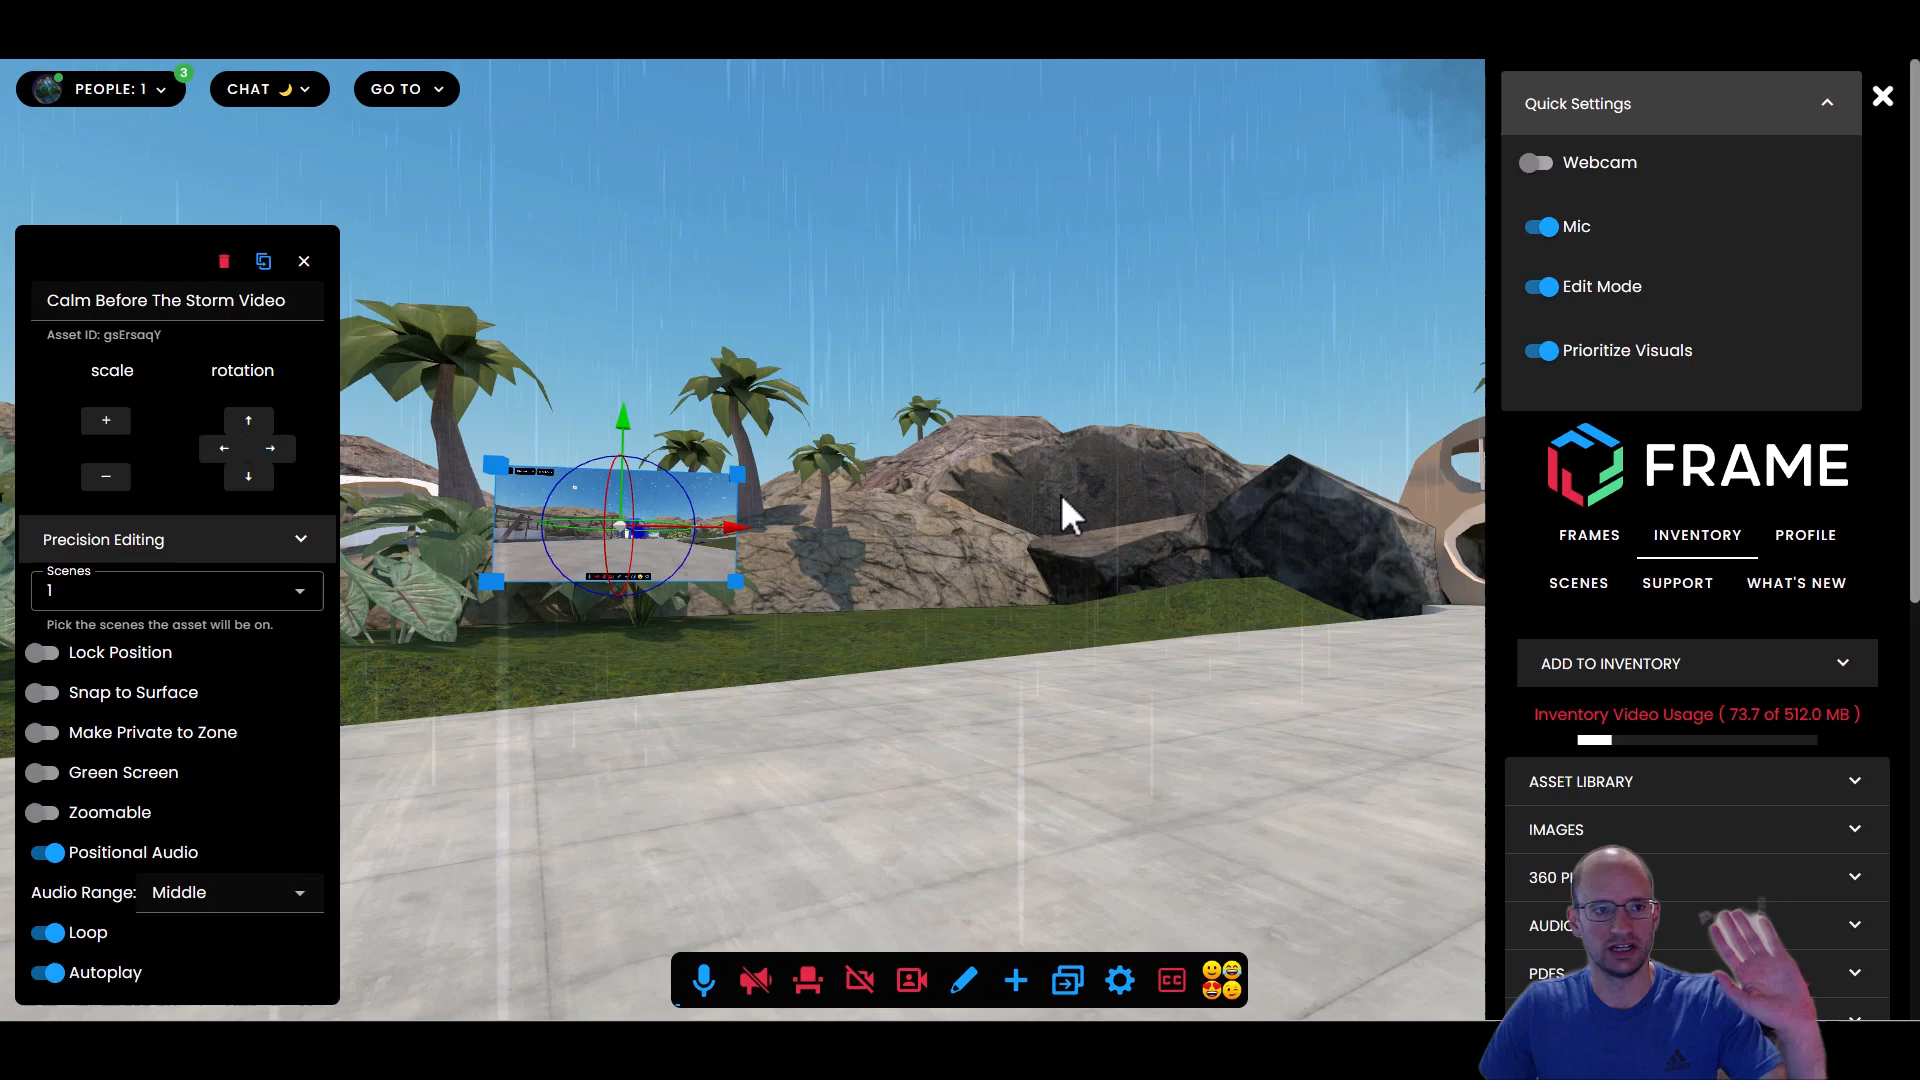 PEOPLE: 1
3
CHAT
GO TO
Calm Before The Storm Video
Asset ID: gsErsaqY
scale
rotation
+
−
Precision Editing
Scenes
1
Pick the scenes the asset will be on.
Lock Position
Snap to Surface
Make Private to Zone
Green Screen
Zoomable
Positional Audio
Audio Range: Middle
Loop
Autoplay
CC
Quick Settings
Webcam
Mic
Edit Mode
Prioritize Visuals
FRAME
FRAMES INVENTORY PROFILE
SCENES SUPPORT WHAT'S NEW
ADD TO INVENTORY
Inventory Video Usage ( 73.7 of 512.0 MB )
ASSET LIBRARY
IMAGES
360 P
AUDIO
PDFS